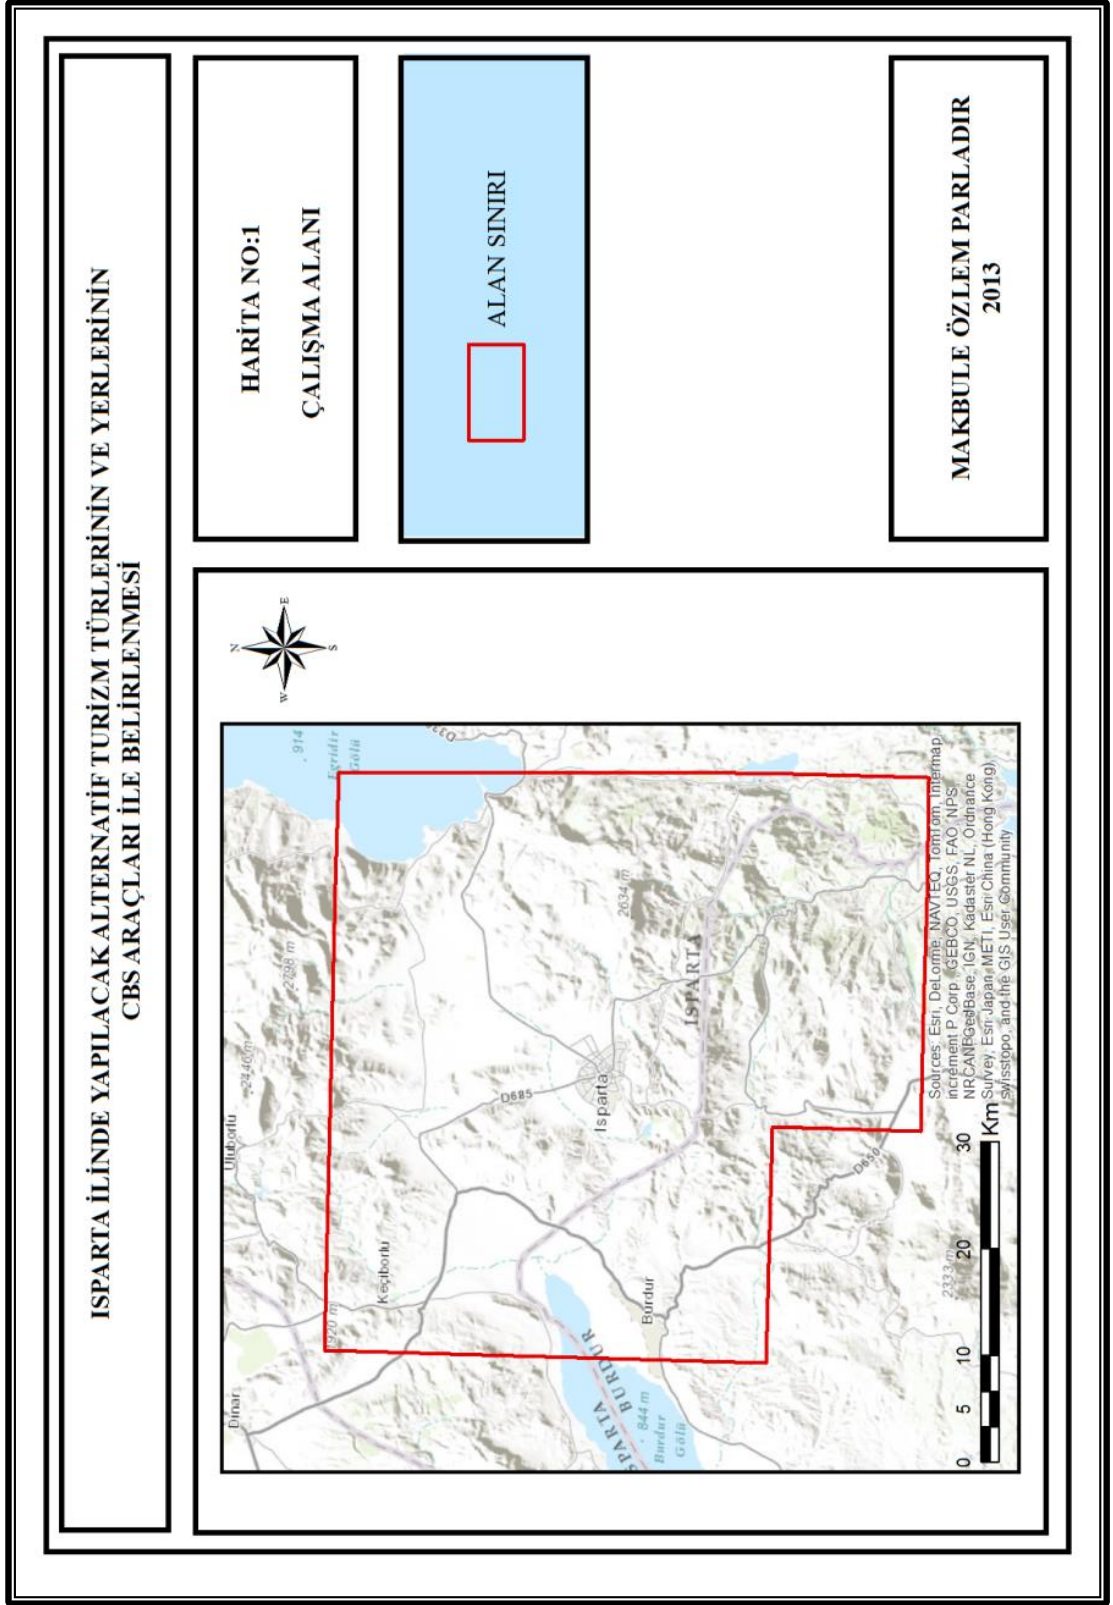 ISPARTA İLİNDE YAPILACAK ALTERNATİF TURİZM TÜRLERİNİN VE YERLERİNİN
CBS ARAÇLARI İLE BELİRLENMESİ
HARİTA NO:1
ÇALIŞMA ALANI
ALAN SINIRI
MAKBULE ÖZLEM PARLADIR
2013
N
W
E
S
Dinar
Uluborlu
2446 m
2798 m
914
Egridir
Gölü
920 m
Keçiborlu
D685
Isparta
2634 m
ISPARTA
ISPARTA
BURDUR
844 m
Burdur
Gölü
Burdur
D650
2333 m
Sources: Esri, DeLorme, NAVTEQ, TomTom, Intermap,
increment P Corp., GEBCO, USGS, FAO, NPS,
NRCAN, GeoBase, IGN, Kadaster NL, Ordnance
Survey, Esri Japan, METI, Esri China (Hong Kong),
swisstopo, and the GIS User Community
0 5 10 20 30
Km